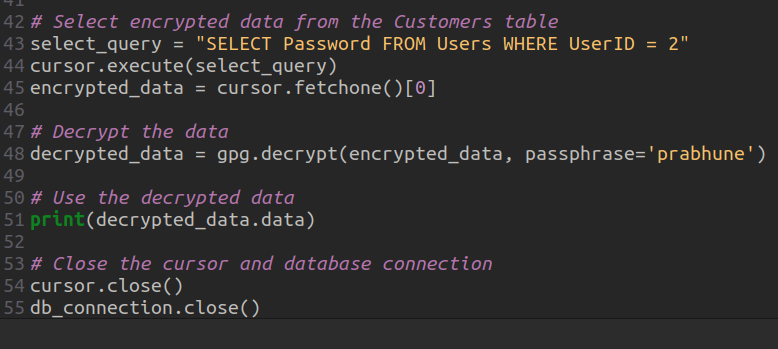 42 # Select encrypted data from the Customers table
43 select_query = "SELECT Password FROM Users WHERE UserID = 2"
44 cursor.execute(select_query)
45 encrypted_data = cursor.fetchone()[0]
46
47 # Decrypt the data
48 decrypted_data = gpg.decrypt(encrypted_data, passphrase='prabhune')
49
50 # Use the decrypted data
51 print(decrypted_data.data)
52
53 # Close the cursor and database connection
54 cursor.close()
55 db_connection.close()